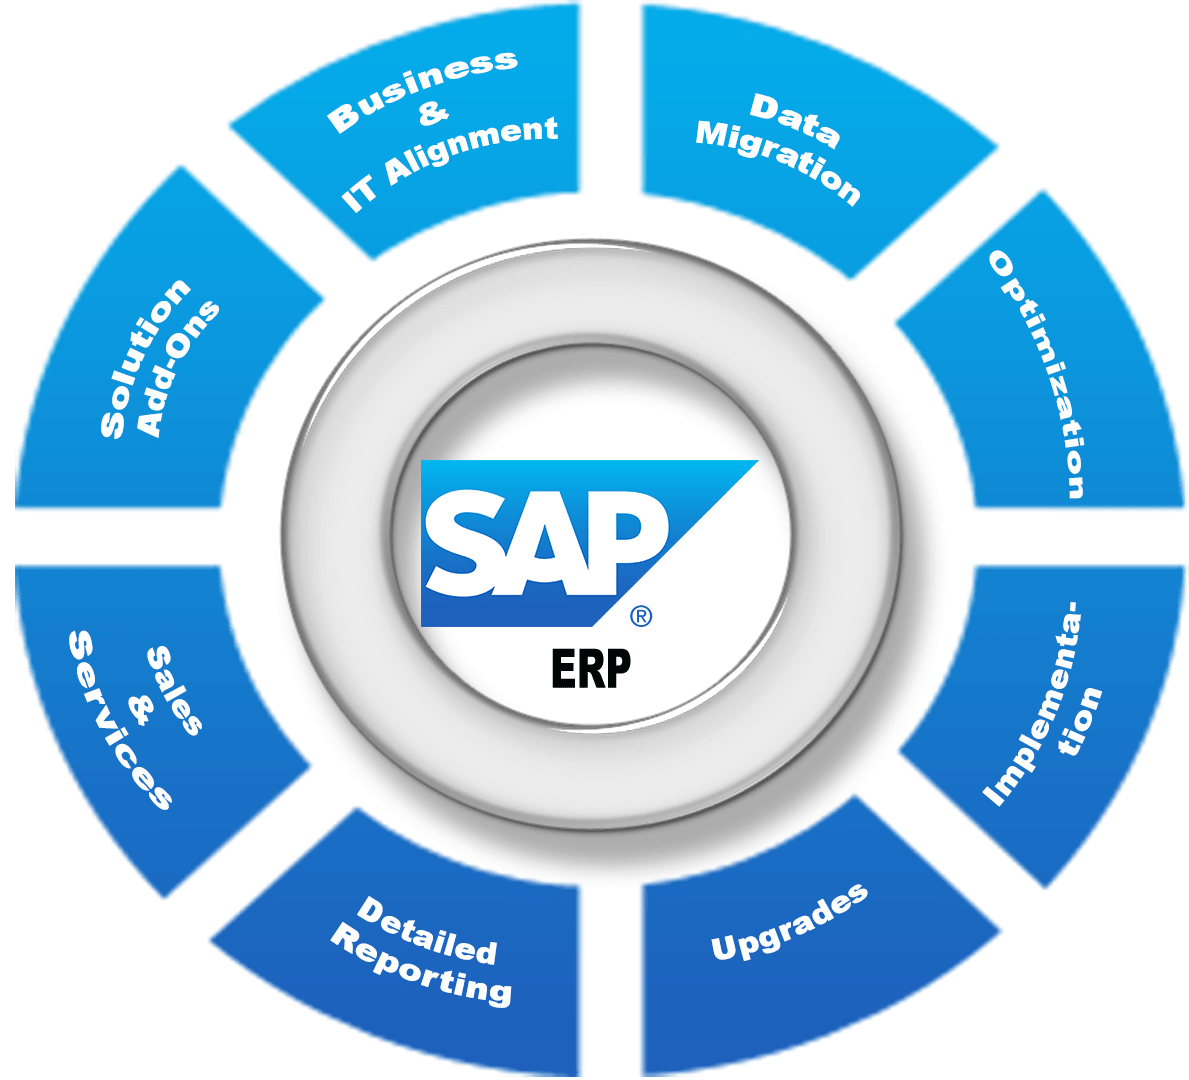 Business
&
IT Alignment
Data
Migration
Optimization
Implementa-
tion
Upgrades
Detailed
Reporting
Sales
&
Services
Solution
Add-Ons
SAP
®
ERP